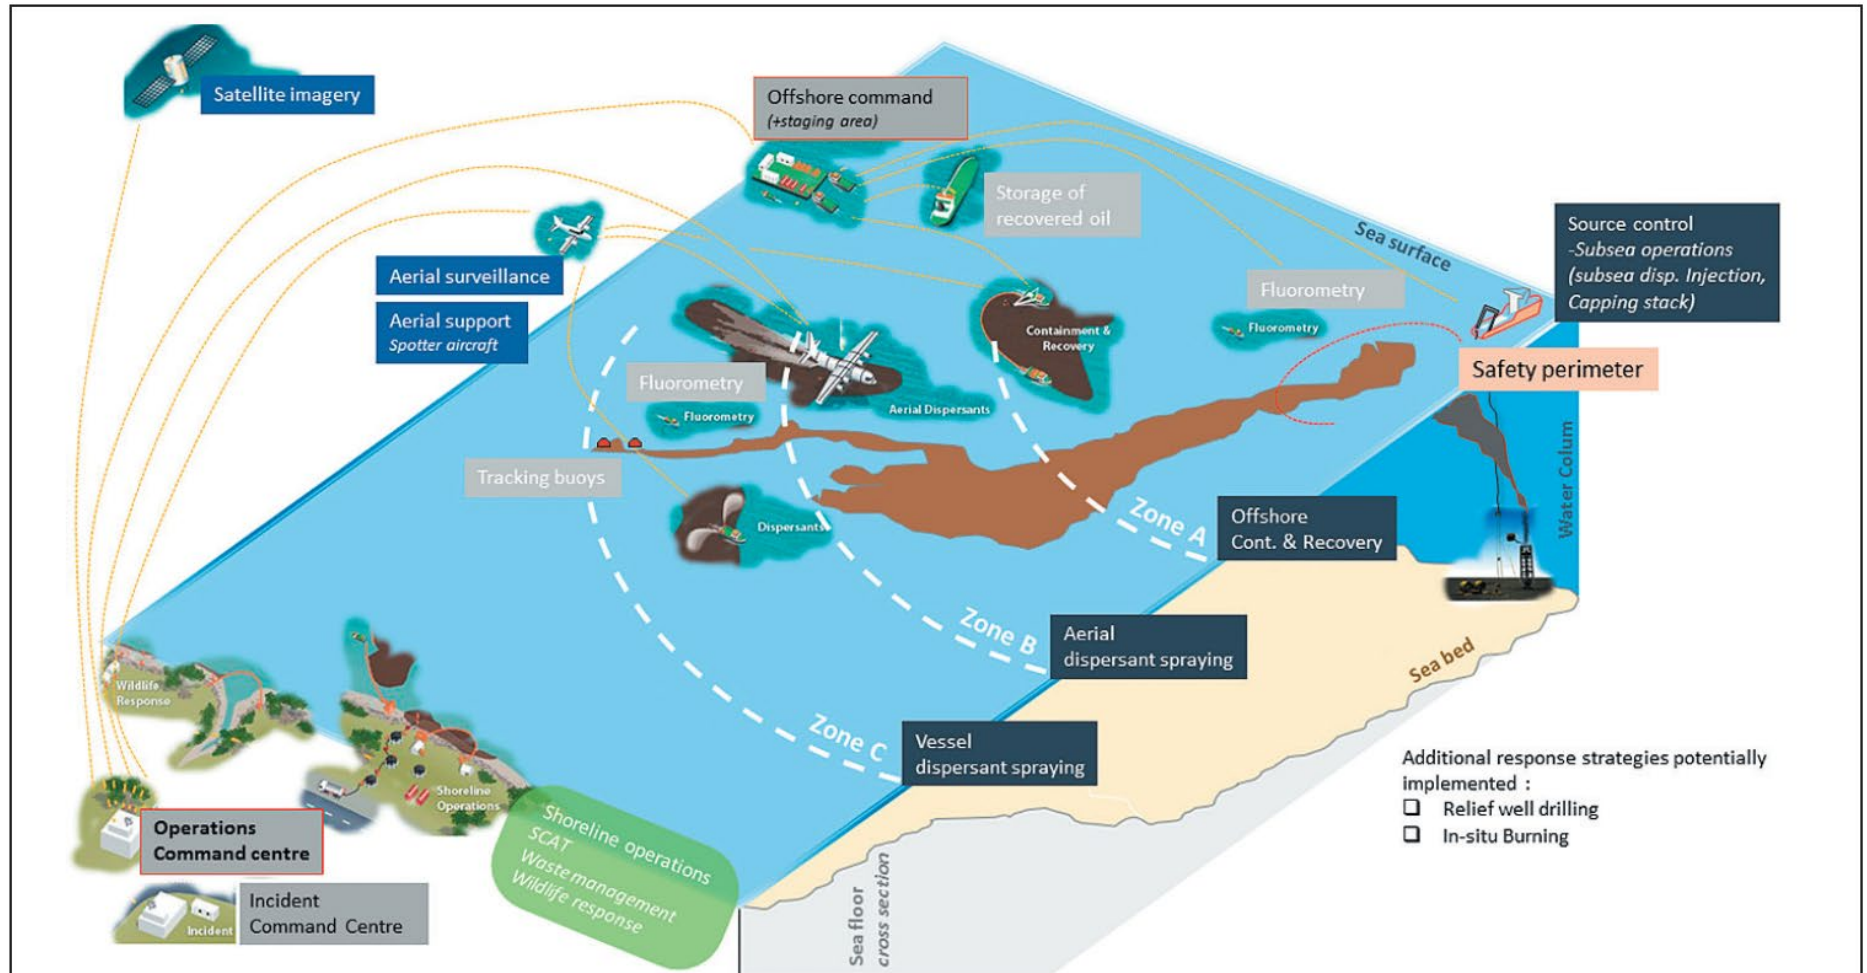 Satellite imagery
Offshore command
(+staging area)
Storage of
recovered oil
Sea surface
Source control
-Subsea operations
(subsea disp. Injection,
Capping stack)
Aerial surveillance
Aerial support
Spotter aircraft
Fluorometry
Fluorometry
Containment &
Recovery
Safety perimeter
Fluorometry
Fluorometry
Aerial Dispersants
Tracking buoys
Dispersants
Water Colum
Zone A
Offshore
Cont. & Recovery
Zone B
Aerial
dispersant spraying
Sea bed
Zone C
Vessel
dispersant spraying
Wildlife
Response
Shoreline
Operations
Operations
Command centre
Shoreline operations
SCAT
Waste management
Wildlife response
Incident
Incident
Command Centre
Sea floor
cross section
Additional response strategies potentially
implemented :
❑ Relief well drilling
❑ In-situ Burning